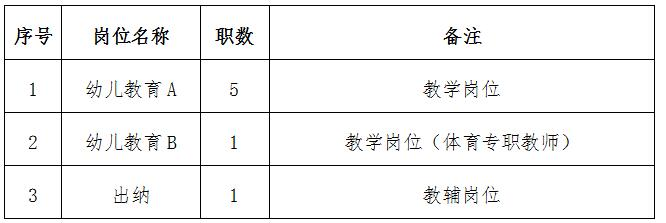 序号 岗位名称 职数 备注
1 幼儿教育A 5 教学岗位
2 幼儿教育B 1 教学岗位（体育专职教师）
3 出纳 1 教辅岗位